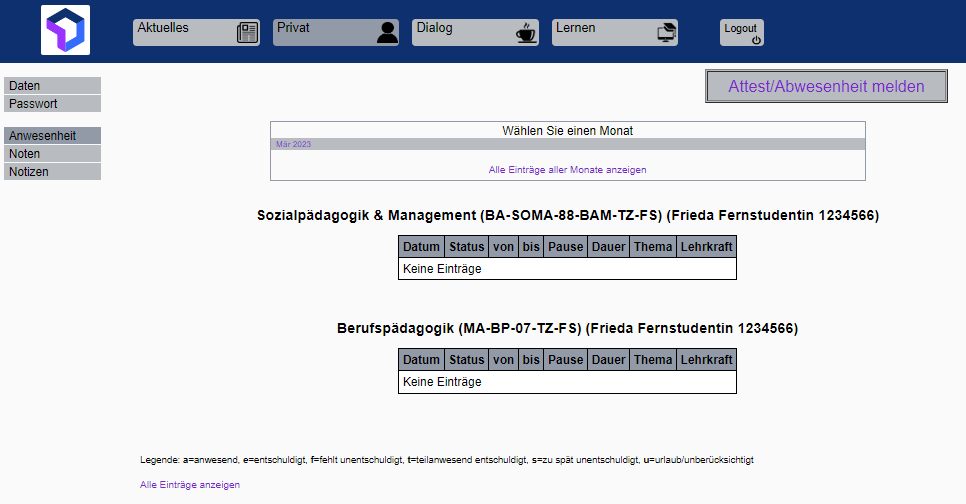 Aktuelles
Privat
Dialog
Lernen
Logout
Daten
Passwort
Anwesenheit
Noten
Notizen
Attest/Abwesenheit melden
Wählen Sie einen Monat
Mär 2023
Alle Einträge aller Monate anzeigen
Sozialpädagogik & Management (BA-SOMA-88-BAM-TZ-FS) (Frieda Fernstudentin 1234566)
Datum Status von bis Pause Dauer Thema Lehrkraft
Keine Einträge
Berufspädagogik (MA-BP-07-TZ-FS) (Frieda Fernstudentin 1234566)
Datum Status von bis Pause Dauer Thema Lehrkraft
Keine Einträge
Legende: a=anwesend, e=entschuldigt, f=fehlt unentschuldigt, t=teilanwesend entschuldigt, s=zu spät unentschuldigt, u=urlaub/unberücksichtigt
Alle Einträge anzeigen